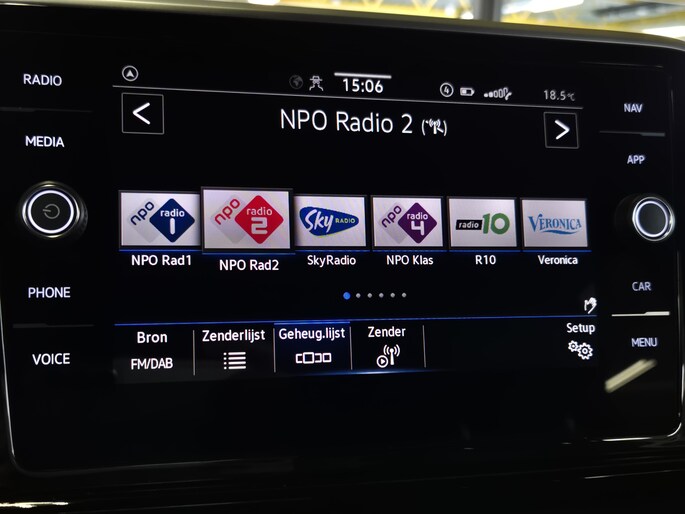 RADIO
MEDIA
PHONE
VOICE
15:06
4
18.5°C
NPO Radio 2
npo radio 1
npo radio 2
Sky RADIO
npo radio 4
radio 10
VERONICA
NPO Rad1
NPO Rad2
SkyRadio
NPO Klas
R10
Veronica
Bron
FM/DAB
Zenderlijst
Geheug.lijst
Zender
Setup
NAV
APP
CAR
MENU